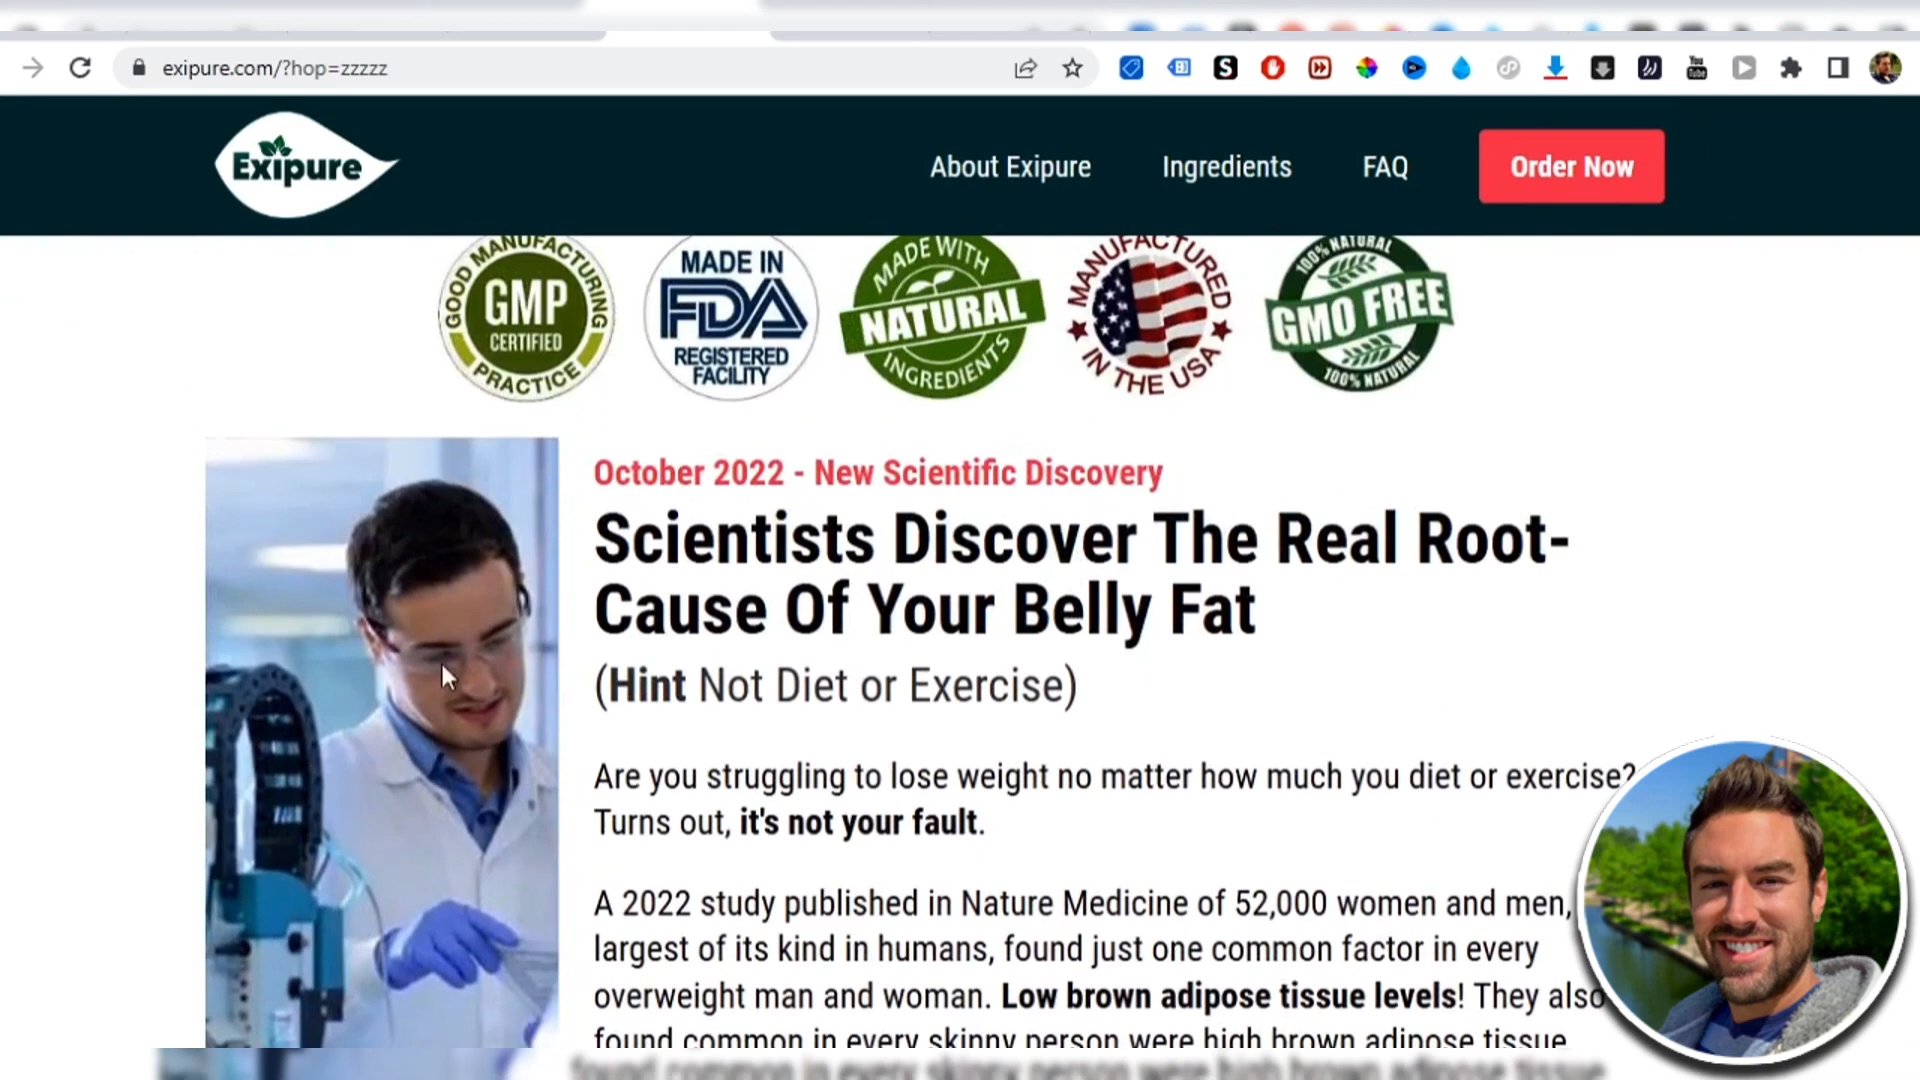 exipure.com/?hop=zzzzz
Exipure
About Exipure
Ingredients
FAQ
Order Now
GOOD MANUFACTURING
GMP
CERTIFIED
PRACTICE
MADE IN
FDA
REGISTERED
FACILITY
MADE WITH
NATURAL
INGREDIENTS
MANUFACTURED
IN THE USA
100% NATURAL
GMO FREE
100% NATURAL
October 2022 - New Scientific Discovery
Scientists Discover The Real Root-
Cause Of Your Belly Fat
(Hint Not Diet or Exercise)
Are you struggling to lose weight no matter how much you diet or exercise?
Turns out, it's not your fault.
A 2022 study published in Nature Medicine of 52,000 women and men,
largest of its kind in humans, found just one common factor in every
overweight man and woman. Low brown adipose tissue levels! They also
found common in every skinny person were high brown adipose tissue